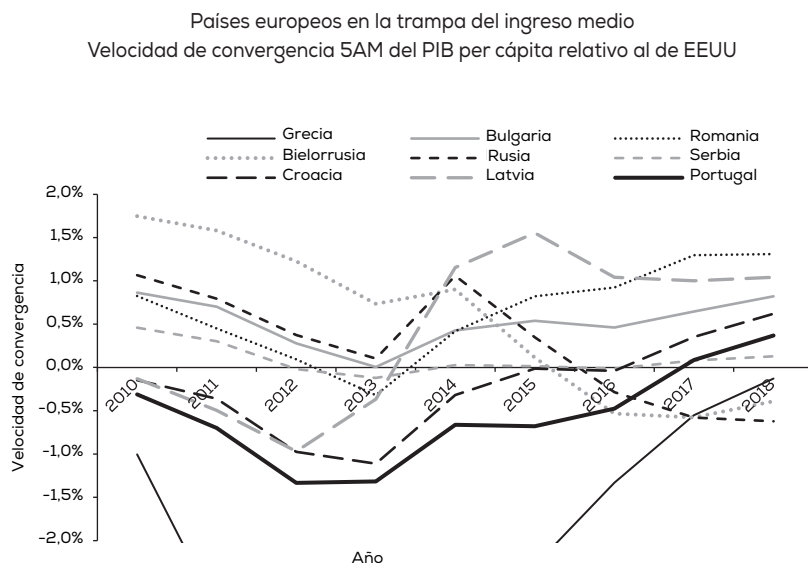 Países europeos en la trampa del ingreso medio
Velocidad de convergencia 5AM del PIB per cápita relativo al de EEUU
Grecia
Bulgaria
Romania
Bielorrusia
Rusia
Serbia
Croacia
Latvia
Portugal
2,0%
1,5%
1,0%
0,5%
0,0%
-0,5%
-1,0%
-1,5%
-2,0%
Velocidad de convergencia
2010
2011
2012
2013
2014
2015
2016
2017
2018
Año